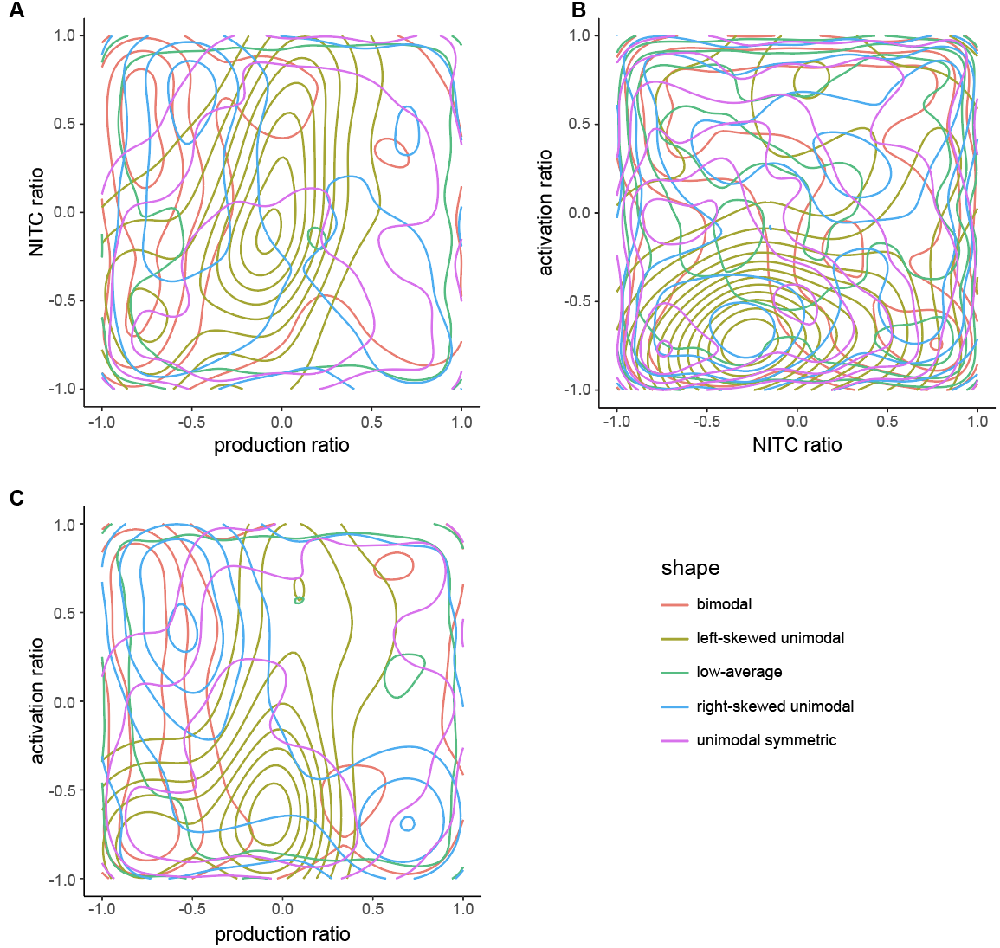 A
1.0
0.5
0.0
-0.5
-1.0
NITC ratio
-1.0 -0.5 0.0 0.5 1.0
production ratio
B
1.0
0.5
0.0
-0.5
-1.0
activation ratio
-1.0 -0.5 0.0 0.5 1.0
NITC ratio
C
1.0
0.5
0.0
-0.5
-1.0
activation ratio
-1.0 -0.5 0.0 0.5 1.0
production ratio
shape
bimodal
left-skewed unimodal
low-average
right-skewed unimodal
unimodal symmetric